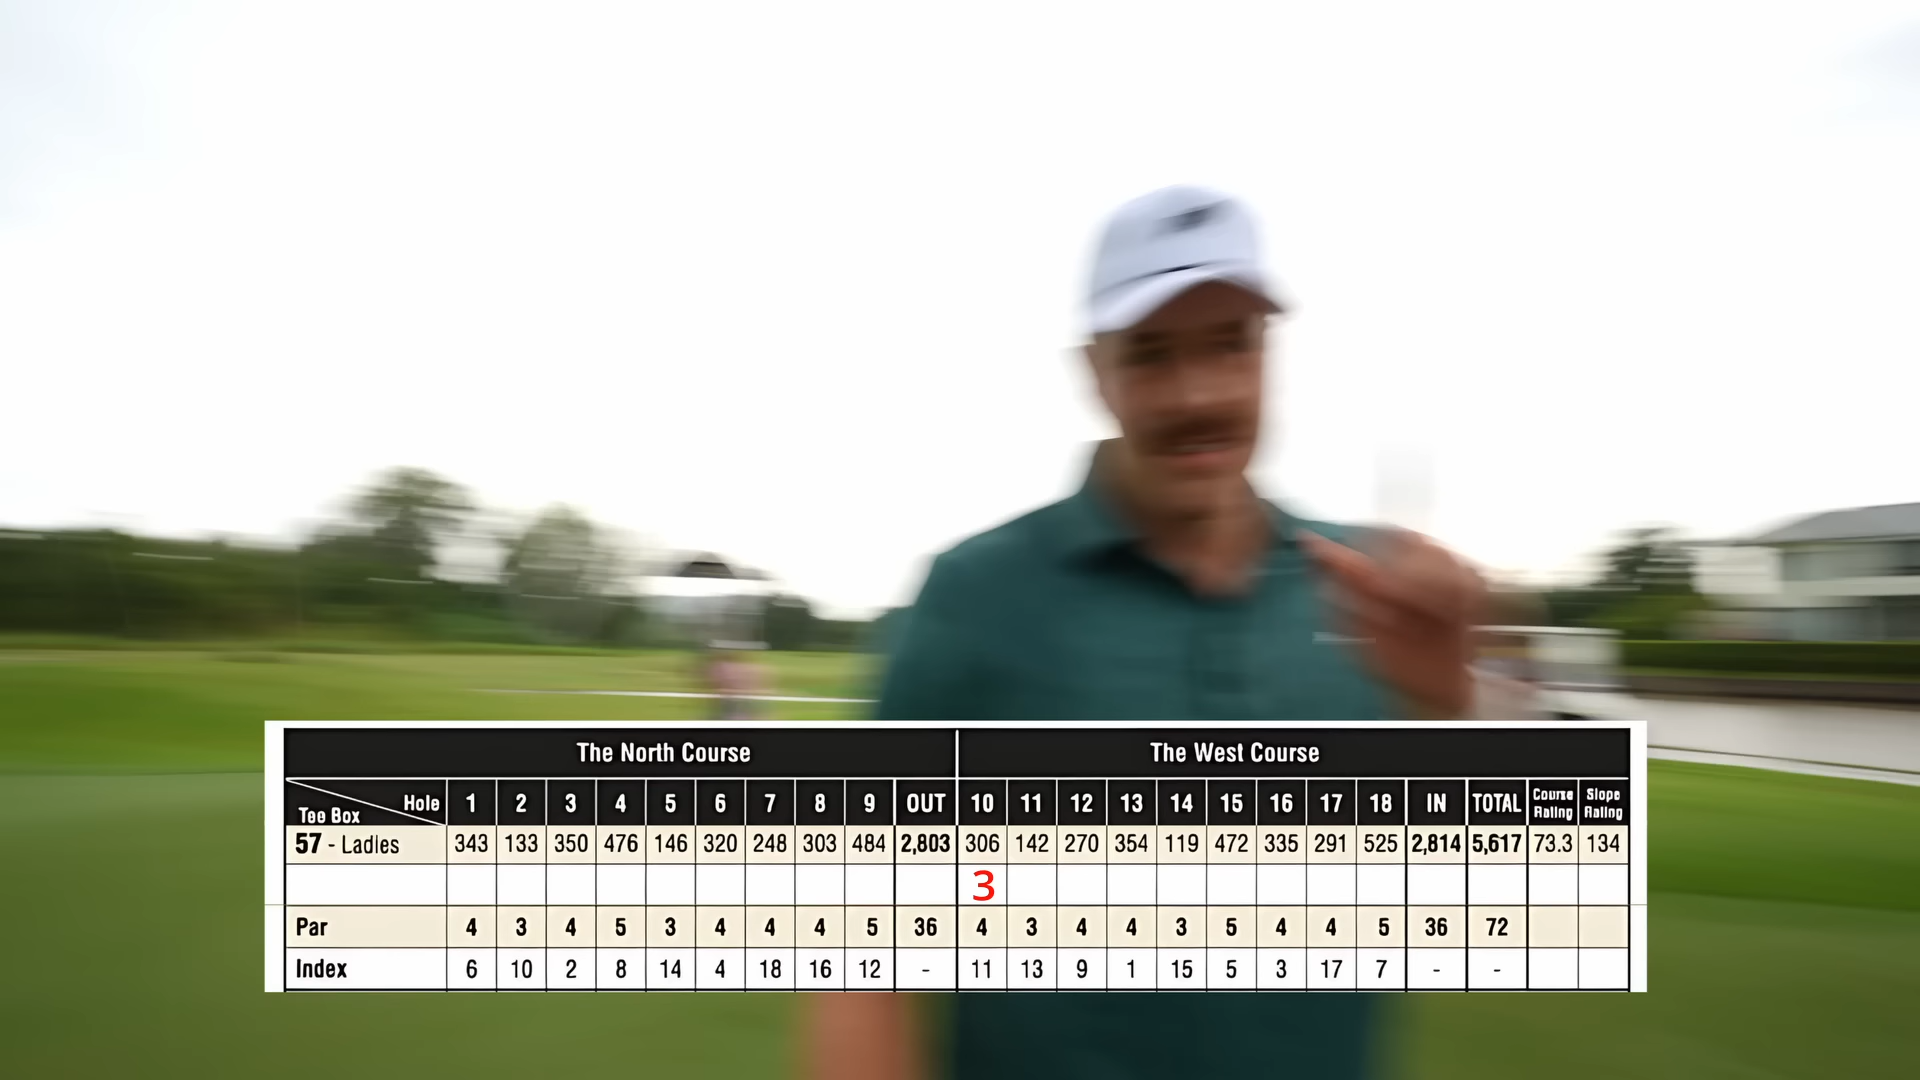 The North Course The West Course
Hole 1 2 3 4 5 6 7 8 9 OUT 10 11 12 13 14 15 16 17 18 IN TOTAL Course Rating Slope Rating
Tee Box
57 - Ladies 343 133 350 476 146 320 248 303 484 2,803 306 142 270 354 119 472 335 291 525 2,814 5,617 73.3 134
3
Par 4 3 4 5 3 4 4 4 5 36 4 3 4 4 3 5 4 4 5 36 72
Index 6 10 2 8 14 4 18 16 12 - 11 13 9 1 15 5 3 17 7 - -